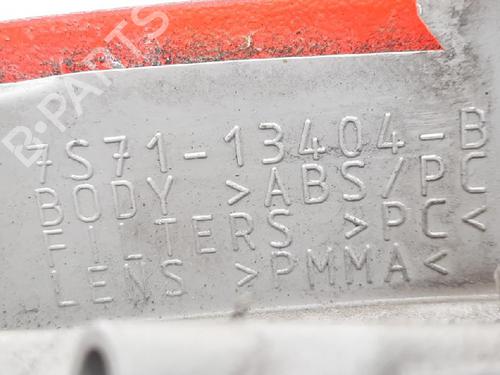 B-PARTS
7S71-13404-B
BODY >ABS/PC
FILTERS >PC<
LENS >PMMA<